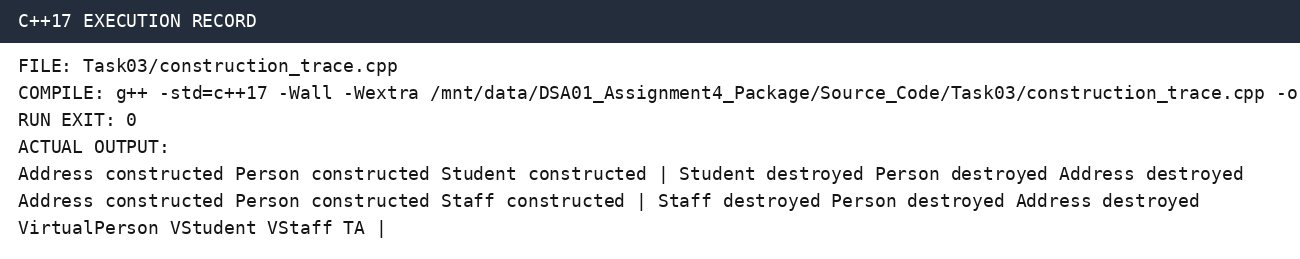 C++17 EXECUTION RECORD
FILE: Task03/construction_trace.cpp
COMPILE: g++ -std=c++17 -Wall -Wextra /mnt/data/DSA01_Assignment4_Package/Source_Code/Task03/construction_trace.cpp -o
RUN EXIT: 0
ACTUAL OUTPUT:
Address constructed Person constructed Student constructed | Student destroyed Person destroyed Address destroyed
Address constructed Person constructed Staff constructed | Staff destroyed Person destroyed Address destroyed
VirtualPerson VStudent VStaff TA |